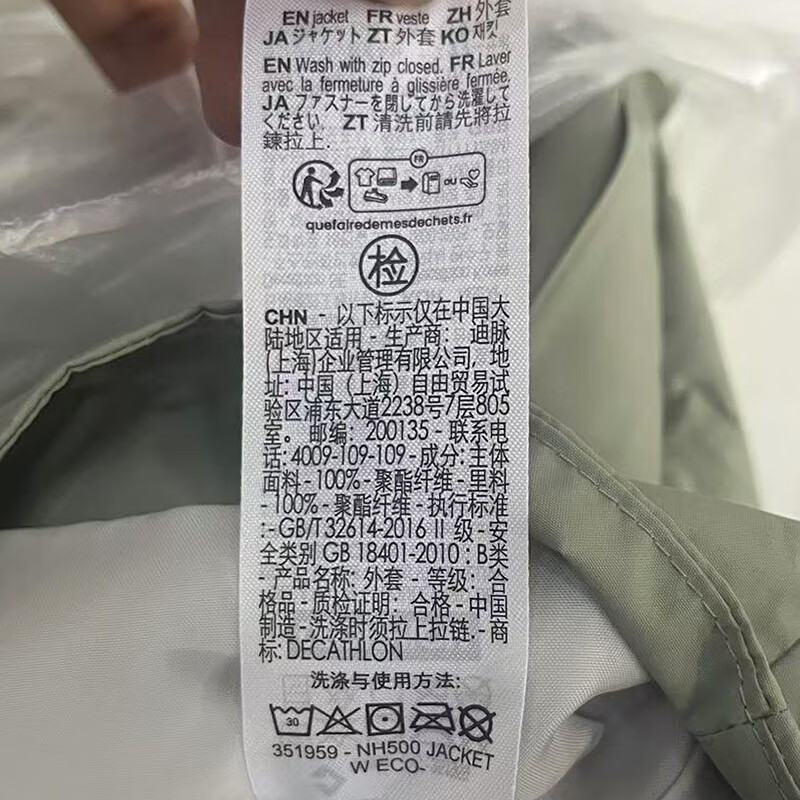 EN jacket FR veste ZH 外套
JA ジャケット ZT 外套 KO 재킷
EN Wash with zip closed. FR Laver
avec la fermeture à glissière fermée,
JA ファスナーを閉じてから洗濯して
ください. ZT 清洗前請先將拉
鍊拉上.
FR
OU
quefairedemesdechets.fr
检
CHN - 以下标示仅在中国大
陆地区适用 - 生产商: 迪脉
(上海)企业管理有限公司, 地
址: 中国 (上海) 自由贸易试
验区浦东大道2238号7层805
室。 邮编: 200135 - 联系电
话: 4009-109-109 - 成分: 主体
面料 - 100% - 聚酯纤维 - 里料
- 100% - 聚酯纤维 - 执行标准
:- GB/T32614-2016 II 级 - 安
全类别 GB 18401-2010 : B类
- 产品名称: 外套 - 等级: 合
格品 - 质检证明: 合格 - 中国
制造 - 洗涤时须拉上拉链. - 商
标: DECATHLON
洗涤与使用方法:
30
351959 - NH500 JACKET
W ECO-